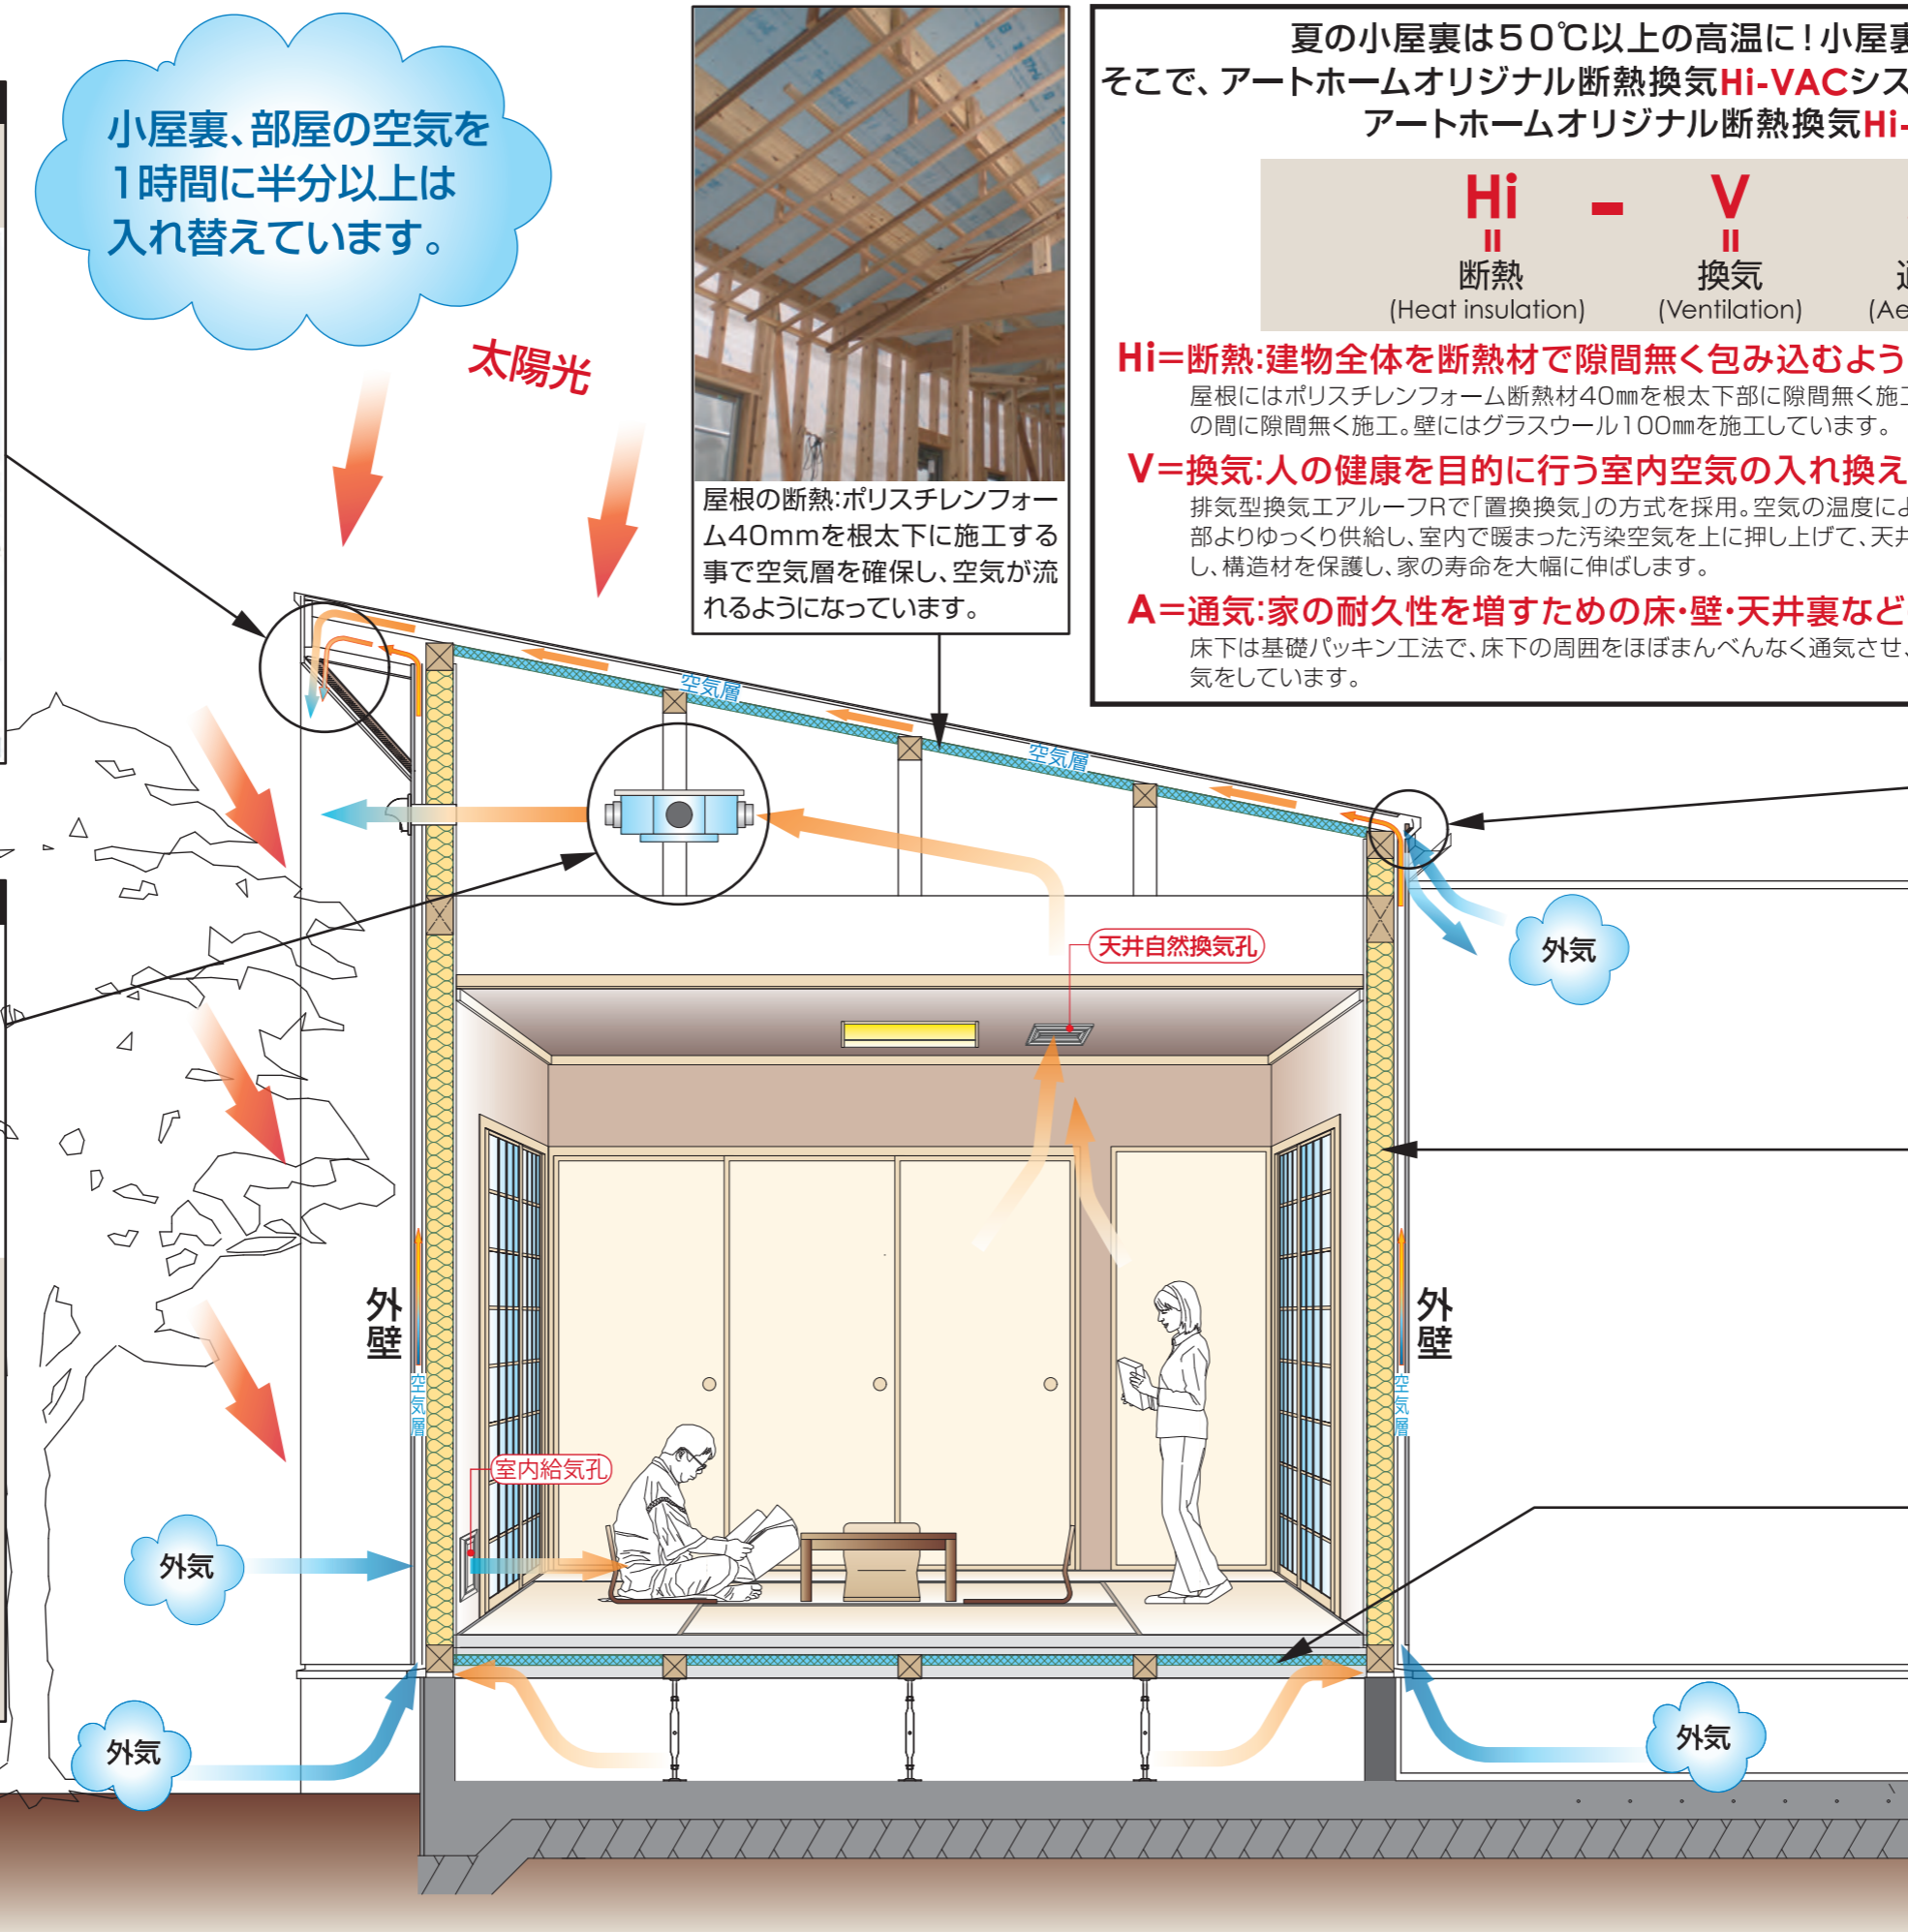 小屋裏、部屋の空気を
1時間に半分以上は
入れ替えています。
太陽光
屋根の断熱:ポリスチレンフォー
ム40mmを根太下に施工する
事で空気層を確保し、空気が流
れるようになっています。
夏の小屋裏は50℃以上の高温に!小屋裏
そこで、アートホームオリジナル断熱換気Hi-VACシス
アートホームオリジナル断熱換気Hi-
Hi - V
= =
断熱 換気
(Heat insulation) (Ventilation) (Ae
Hi=断熱:建物全体を断熱材で隙間無く包み込むよう
屋根にはポリスチレンフォーム断熱材40㎜を根太下部に隙間無く施工
の間に隙間無く施工。壁にはグラスウール100㎜を施工しています。
V=換気:人の健康を目的に行う室内空気の入れ換え
排気型換気エアルーフRで「置換換気」の方式を採用。空気の温度によ
部よりゆっくり供給し、室内で暖まった汚染空気を上に押し上げて、天井
し、構造材を保護し、家の寿命を大幅に伸ばします。
A=通気:家の耐久性を増すための床・壁・天井裏など
床下は基礎パッキン工法で、床下の周囲をほぼまんべんなく通気させ、
気をしています。
空気層
空気層
天井自然換気孔
外気
外壁
外壁
空気層
空気層
室内給気孔
外気
外気
外気